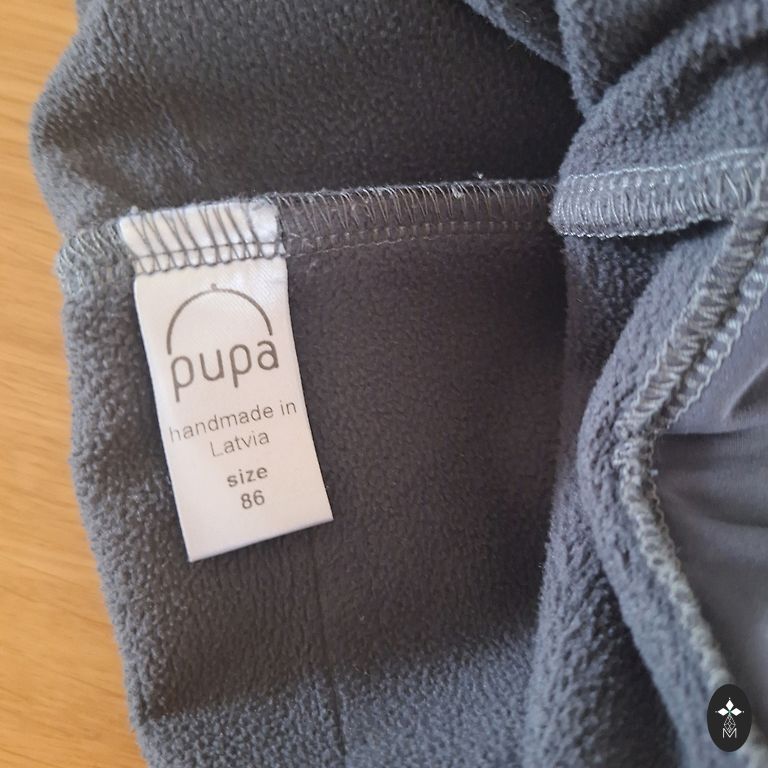 pupa
handmade in
Latvia
size
86
M